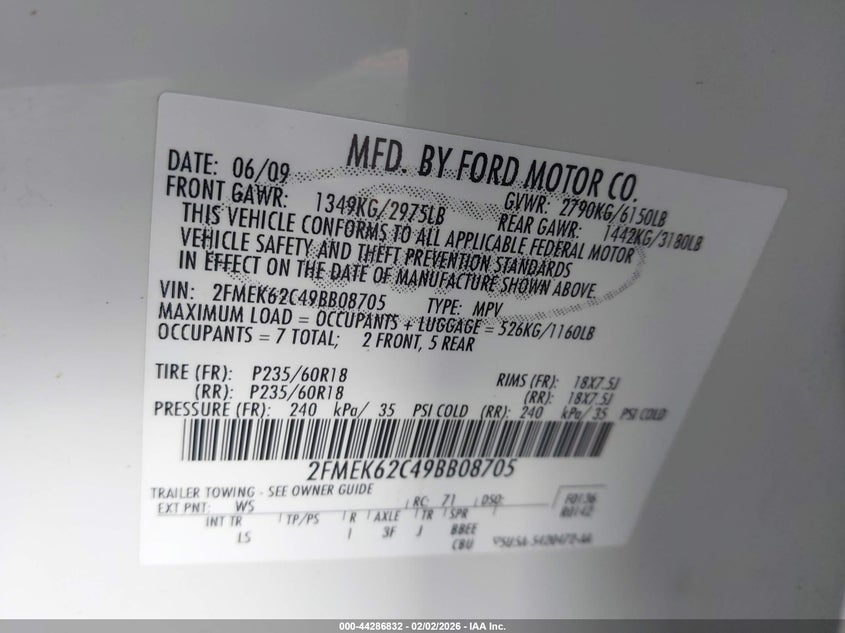 MFD. BY FORD MOTOR CO.
DATE: 06/09
GVWR: 2790KG/6150LB
FRONT GAWR: 1349KG/2975LB
REAR GAWR: 1442KG/3180LB
THIS VEHICLE CONFORMS TO ALL APPLICABLE FEDERAL MOTOR
VEHICLE SAFETY AND THEFT PREVENTION STANDARDS
IN EFFECT ON THE DATE OF MANUFACTURE SHOWN ABOVE.
VIN: 2FMEK62C49BB08705 TYPE: MPV
MAXIMUM LOAD = OCCUPANTS + LUGGAGE = 526KG/1160LB
OCCUPANTS = 7 TOTAL; 2 FRONT, 5 REAR
TIRE (FR): P235/60R18 RIMS (FR): 18X7.5J
(RR): P235/60R18 (RR): 18X7.5J
PRESSURE (FR): 240 kPa/ 35 PSI COLD (RR): 240 kPa/ 35 PSI COLD
2FMEK62C49BB08705
TRAILER TOWING - SEE OWNER GUIDE
EXT PNT: WS RC: 71 DSO:
INT TR TP/PS R AXLE TR SPR
LS I 3F J BBEE
CBU
000-44286832 - 02/02/2026 - IAA Inc.